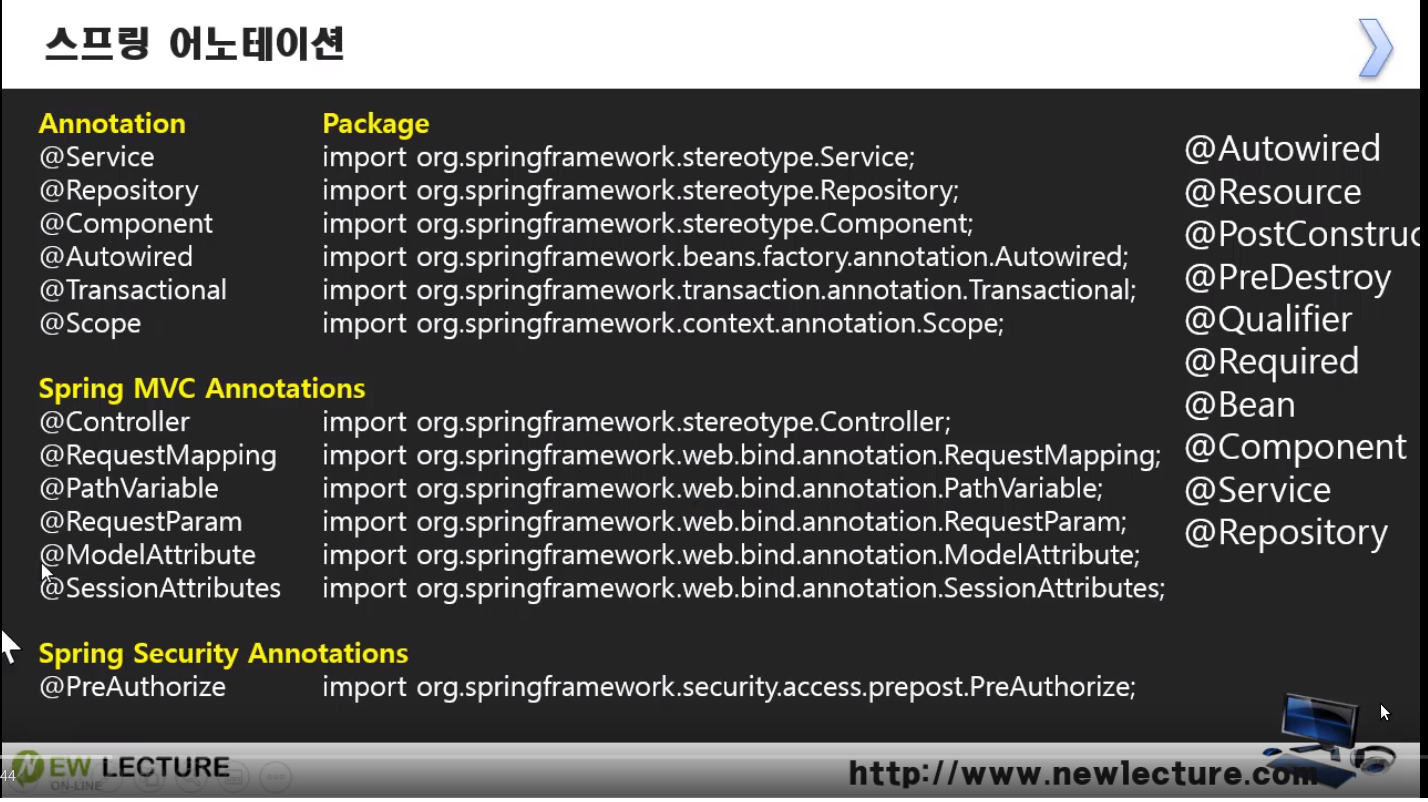 스프링 어노테이션
Annotation Package
@Service import org.springframework.stereotype.Service;
@Repository import org.springframework.stereotype.Repository;
@Component import org.springframework.stereotype.Component;
@Autowired import org.springframework.beans.factory.annotation.Autowired;
@Transactional import org.springframework.transaction.annotation.Transactional;
@Scope import org.springframework.context.annotation.Scope;
Spring MVC Annotations
@Controller import org.springframework.stereotype.Controller;
@RequestMapping import org.springframework.web.bind.annotation.RequestMapping;
@PathVariable import org.springframework.web.bind.annotation.PathVariable;
@RequestParam import org.springframework.web.bind.annotation.RequestParam;
@ModelAttribute import org.springframework.web.bind.annotation.ModelAttribute;
@SessionAttributes import org.springframework.web.bind.annotation.SessionAttributes;
Spring Security Annotations
@PreAuthorize import org.springframework.security.access.prepost.PreAuthorize;
@Autowired
@Resource
@PostConstruc
@PreDestroy
@Qualifier
@Required
@Bean
@Component
@Service
@Repository
44
NEW LECTURE
ON-LINE
http://www.newlecture.com